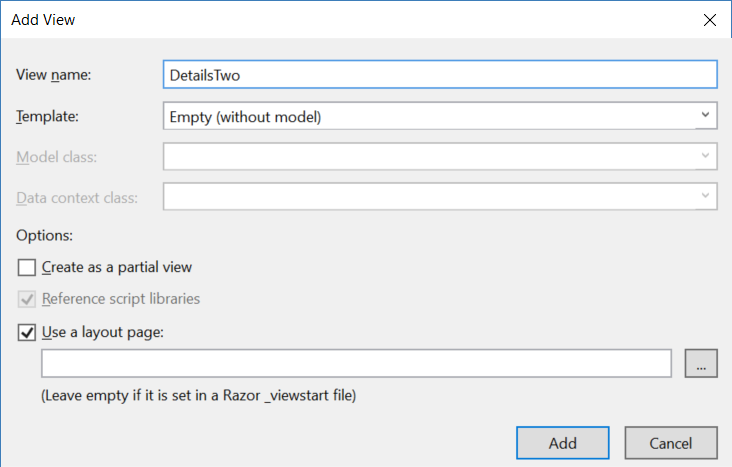 Add View
View name:
DetailsTwo
Template:
Empty (without model)
Model class:
Data context class:
Options:
Create as a partial view
Reference script libraries
Use a layout page:
...
(Leave empty if it is set in a Razor _viewstart file)
Add
Cancel